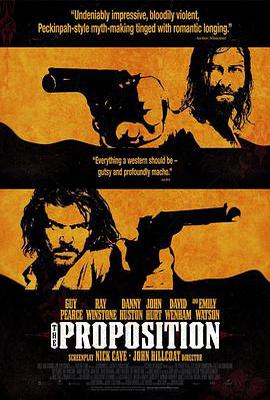 "Undeniably impressive, bloodily violent,
Peckinpah-style myth-making tinged with romantic longing."
"Everything a western should be –
gutsy and profoundly macho."
GUY RAY DANNY JOHN DAVID AND EMILY
PEARCE WINSTONE HUSTON HURT WENHAM WATSON
THE PROPOSITION
SCREENPLAY NICK CAVE · JOHN HILLCOAT DIRECTOR